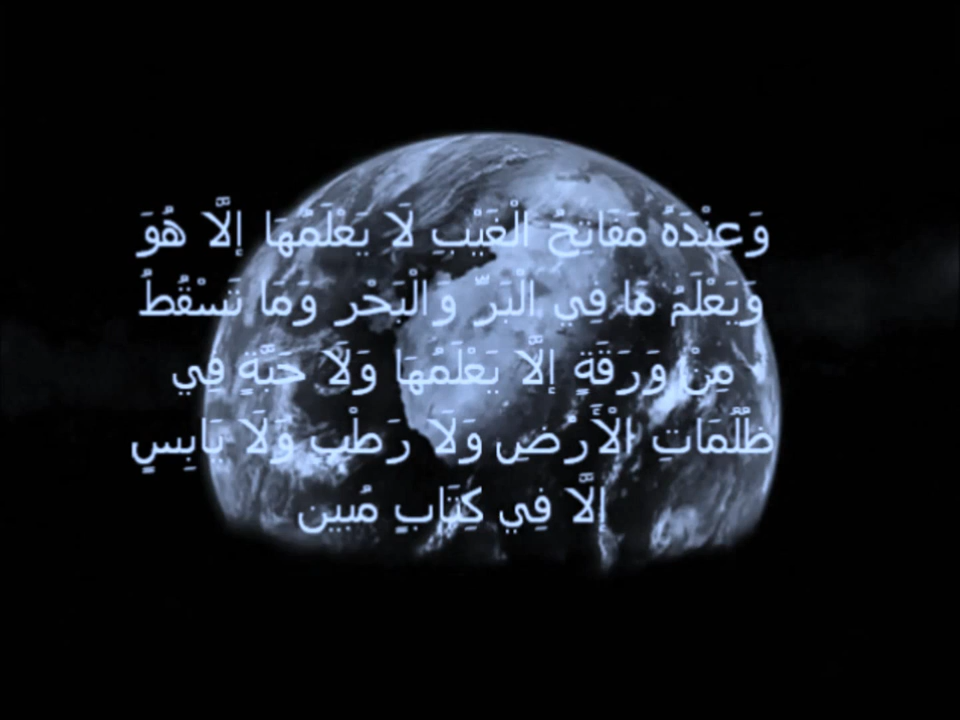 وَعِنْدَهُ مَفَاتِحُ الْغَيْبِ لَا يَعْلَمُهَا إِلَّا هُوَ
وَيَعْلَمُ مَا فِي الْبَرِّ وَالْبَحْرِ وَمَا تَسْقُطُ
مِنْ وَرَقَةٍ إِلَّا يَعْلَمُهَا وَلَا حَبَّةٍ فِي
ظُلُمَاتِ الْأَرْضِ وَلَا رَطْبٍ وَلَا يَابِسٍ
إِلَّا فِي كِتَابٍ مُبِين